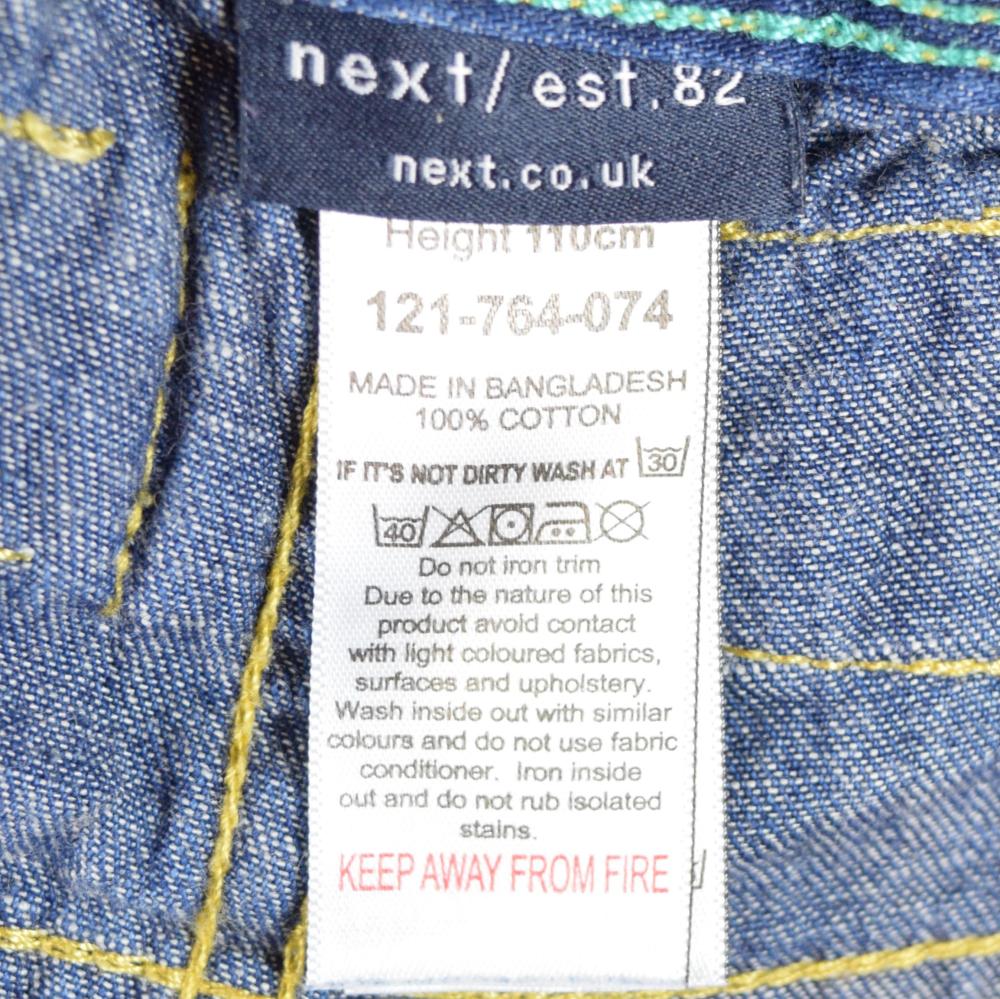 next/est.82
next.co.uk
Height 110cm
121-764-074
MADE IN BANGLADESH
100% COTTON
IF IT'S NOT DIRTY WASH AT 30
40
Do not iron trim
Due to the nature of this
product avoid contact
with light coloured fabrics,
surfaces and upholstery.
Wash inside out with similar
colours and do not use fabric
conditioner. Iron inside
out and do not rub isolated
stains.
KEEP AWAY FROM FIRE